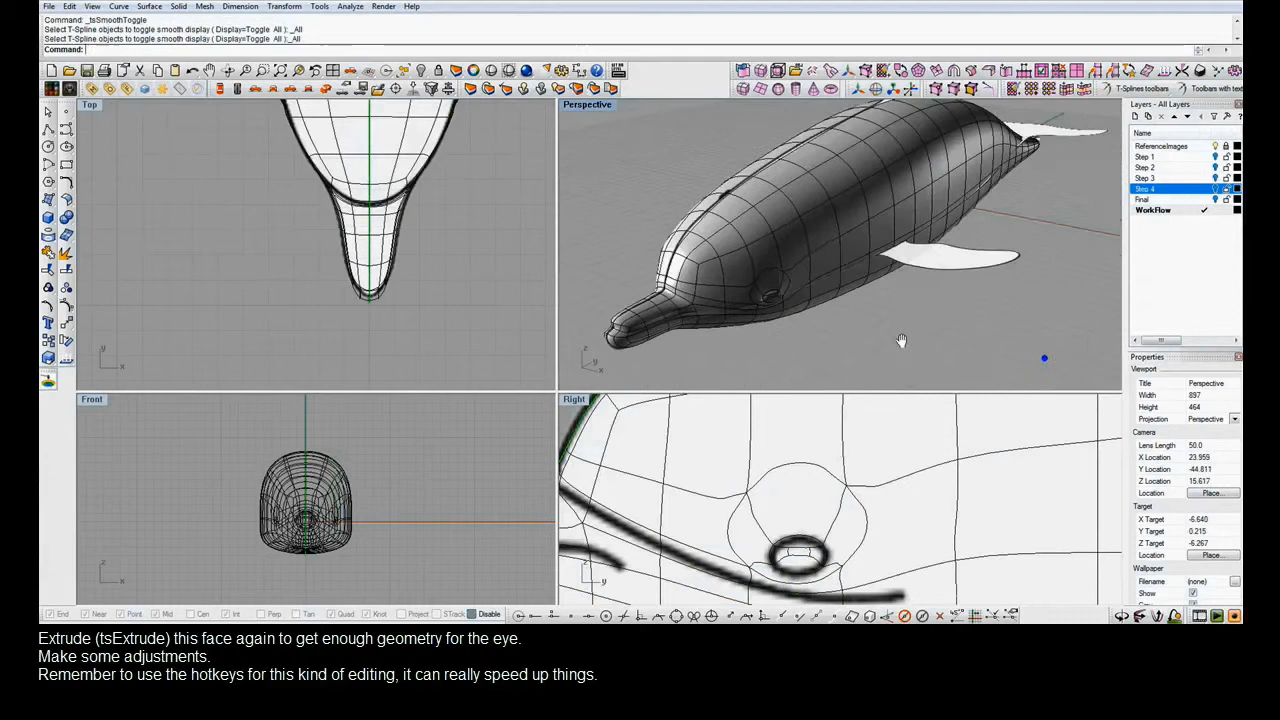 File Edit View Curve Surface Solid Mesh Dimension Transform Tools Analyze Render Help
Command: _tsSmoothToggle
Select T-Spline objects to toggle smooth display ( Display=Toggle All ): _All
Select T-Spline objects to toggle smooth display ( Display=Toggle All ): _All
Command:
T-Splines toolbars Toolbars with text
Top
Perspective
Layers - All Layers
Name
ReferenceImages
Step 1
Step 2
Step 3
Step 4
Final
WorkFlow
Properties
Viewport
Title Perspective
Width 897
Height 464
Projection Perspective
Camera
Lens Length 50.0
X Location 23.959
Y Location -44.811
Z Location 15.617
Location Place...
Target
X Target -6.640
Y Target 0.215
Z Target -6.267
Location Place...
Wallpaper
Filename (none)
Show
y x
z y x
Front
Right
z x
z y
End Near Point Mid Cen Int Perp Tan Quad Knot Project STrack Disable
Extrude (tsExtrude) this face again to get enough geometry for the eye.
Make some adjustments.
Remember to use the hotkeys for this kind of editing, it can really speed up things.